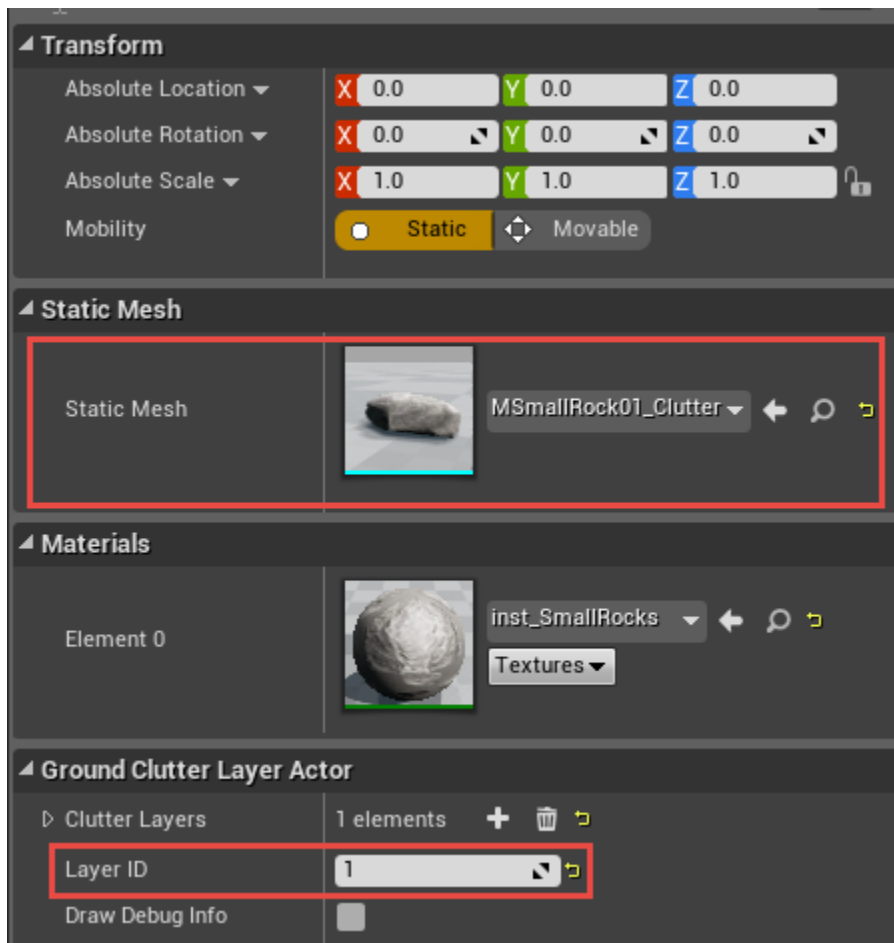 Transform
Absolute Location X 0.0 Y 0.0 Z 0.0
Absolute Rotation X 0.0 Y 0.0 Z 0.0
Absolute Scale X 1.0 Y 1.0 Z 1.0
Mobility Static Movable
Static Mesh
Static Mesh MSmallRock01_Clutter
Materials
Element 0 inst_SmallRocks
Textures
Ground Clutter Layer Actor
Clutter Layers 1 elements
Layer ID 1
Draw Debug Info